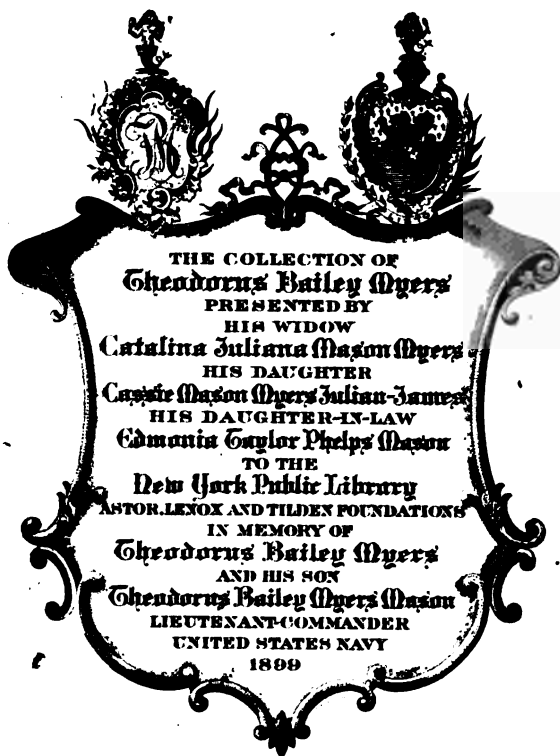 THE COLLECTION OF
Theodorus Bailey Myers
PRESENTED BY
HIS WIDOW
Catalina Juliana Mason Myers
HIS DAUGHTER
Cassie Mason Myers Julian-James
HIS DAUGHTER-IN-LAW
Edmonia Taylor Phelps Mason
TO THE
New York Public Library
ASTOR, LENOX AND TILDEN FOUNDATIONS
IN MEMORY OF
Theodorus Bailey Myers
AND HIS SON
Theodorus Bailey Myers Mason
LIEUTENANT-COMMANDER
UNITED STATES NAVY
1899